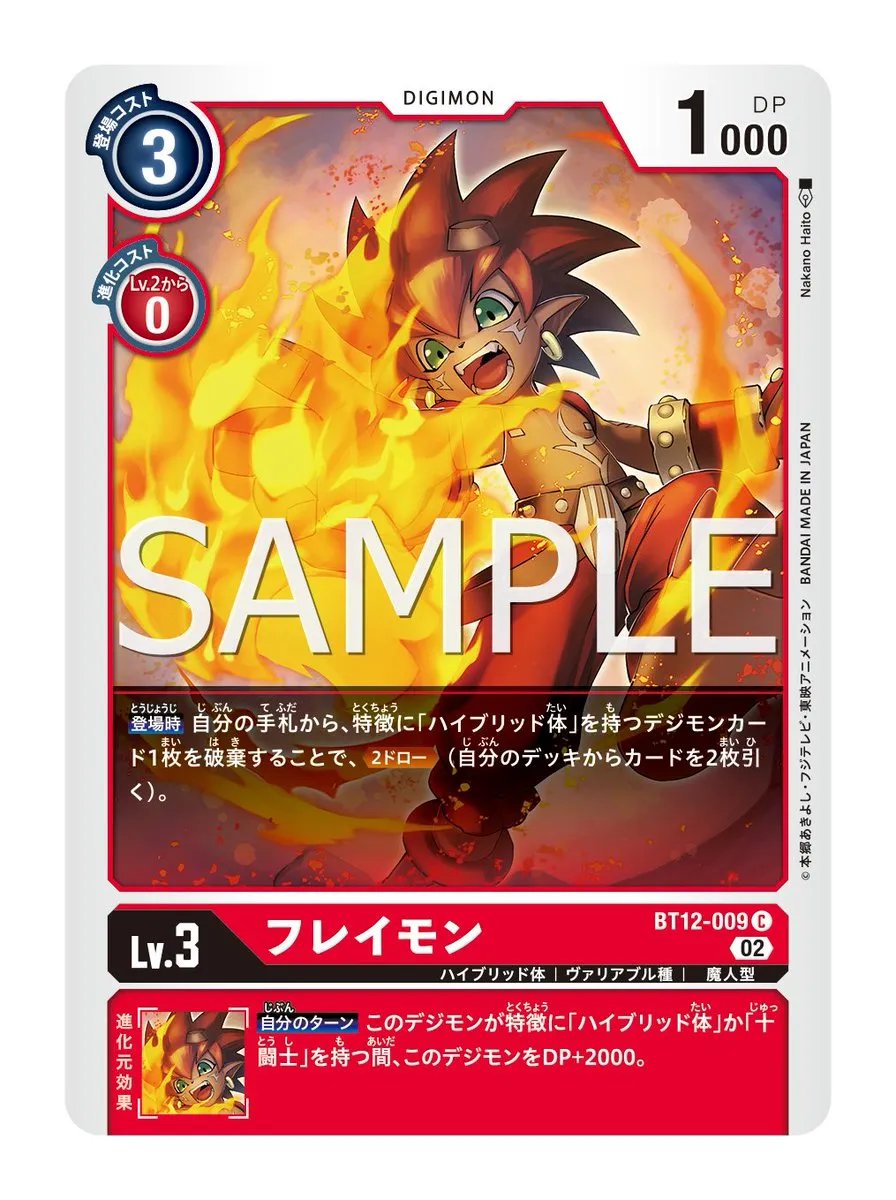 DIGIMON
登場コスト
3
1000
DP
進化コスト
Lv.2から
0
Nakano Haito
SAMPLE
登場時 自分の手札から、特徴に「ハイブリッド体」を持つデジモンカー
ド1枚を破棄することで、2ドロー（自分のデッキからカードを2枚引
く）。
©本郷あきよし・フジテレビ・東映アニメーション BANDAI MADE IN JAPAN
BT12-009 C
Lv.3
フレイモン
02
ハイブリッド体｜ヴァリアブル種｜魔人型
進化元効果
自分のターン このデジモンが特徴に「ハイブリッド体」か「十
闘士」を持つ間、このデジモンをDP+2000。